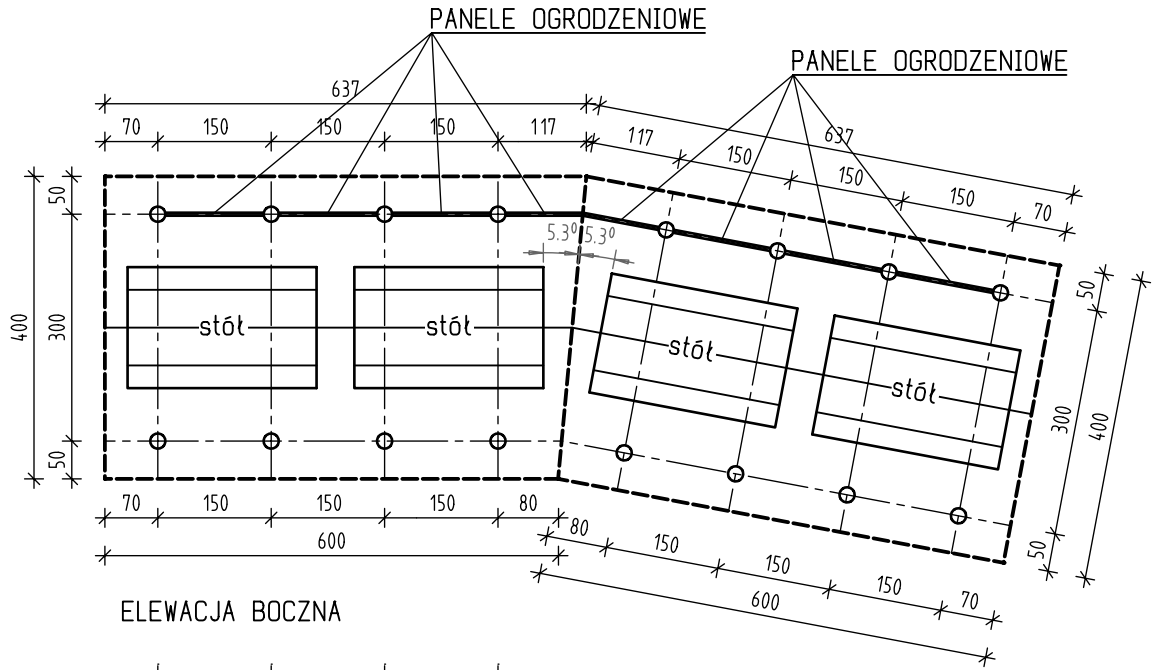 PANELE OGRODZENIOWE
PANELE OGRODZENIOWE
637
637
70 150 150 150 117
117 150 150 150 70
50
5.3⁰ 5.3⁰
400 300
stół stół
stół stół
50
300 400
50
50
70 150 150 150 80
600
80 150 150 150 70
600
ELEWACJA BOCZNA